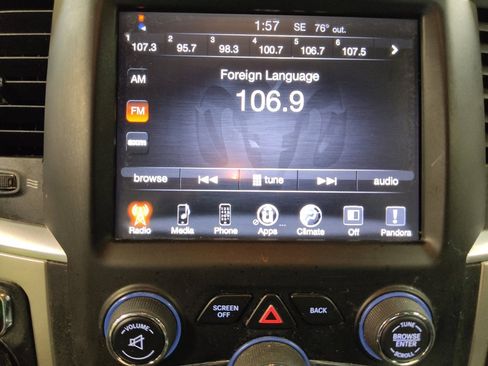 1:57 SE 76° out.
1 2 3 4 5 6
107.3 95.7 98.3 100.7 106.7 107.5
AM
Foreign Language
106.9
FM
sxm
browse tune audio
Radio Media Phone Apps Climate Off Pandora
SCREEN OFF
BACK
VOLUME
TUNE
BROWSE
ENTER
SCROLL